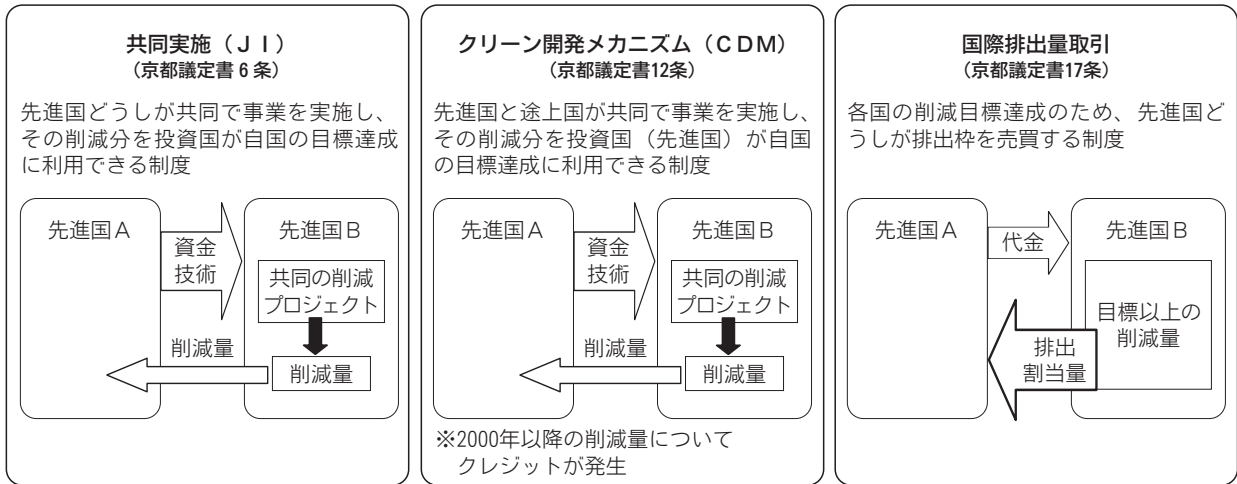 共同実施（ＪＩ）
（京都議定書６条）
先進国どうしが共同で事業を実施し、
その削減分を投資国が自国の目標達成
に利用できる制度
先進国Ａ
資金
技術
先進国Ｂ
共同の削減
プロジェクト
削減量
削減量
クリーン開発メカニズム（ＣＤＭ）
（京都議定書12条）
先進国と途上国が共同で事業を実施し、
その削減分を投資国（先進国）が自国
の目標達成に利用できる制度
先進国Ａ
資金
技術
先進国Ｂ
共同の削減
プロジェクト
削減量
削減量
※2000年以降の削減量について
クレジットが発生
国際排出量取引
（京都議定書17条）
各国の削減目標達成のため、先進国ど
うしが排出枠を売買する制度
先進国Ａ
代金
先進国Ｂ
目標以上の
削減量
排出
割当量